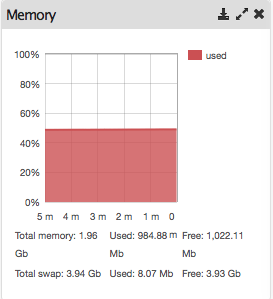 Memory
used
100%
80%
60%
40%
20%
0%
5 m 4 m 3 m 2 m 1 m 0
Total memory: 1.96 Gb
Used: 984.88 m Mb
Free: 1,022.11 Mb
Total swap: 3.94 Gb
Used: 8.07 Mb
Free: 3.93 Gb